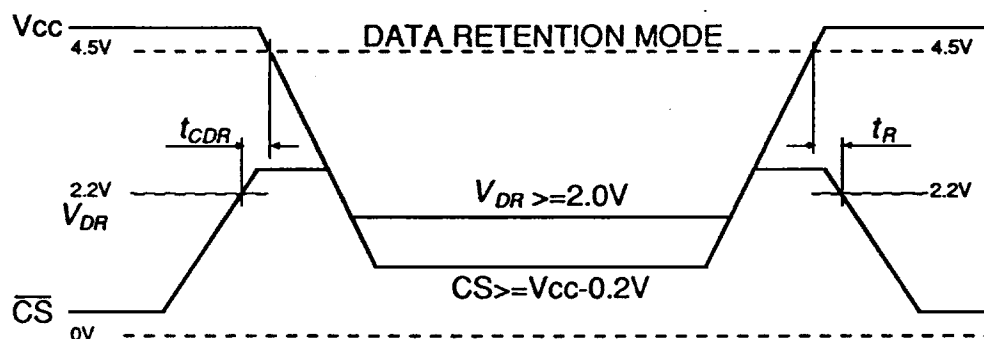 Vcc
4.5V
DATA RETENTION MODE
4.5V
tCDR
tR
2.2V
VDR
VDR >=2.0V
2.2V
CS>=Vcc-0.2V
CS
0V